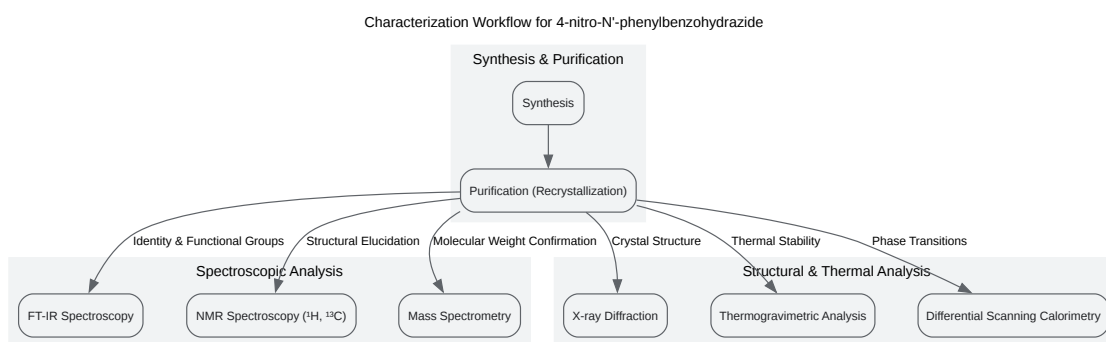 Characterization Workflow for 4-nitro-N'-phenylbenzohydrazide
Synthesis & Purification
Synthesis
Purification (Recrystallization)
Identity & Functional Groups
Structural Elucidation
Molecular Weight Confirmation
Crystal Structure
Thermal Stability
Phase Transitions
Spectroscopic Analysis
Structural & Thermal Analysis
FT-IR Spectroscopy
NMR Spectroscopy (¹H, ¹³C)
Mass Spectrometry
X-ray Diffraction
Thermogravimetric Analysis
Differential Scanning Calorimetry